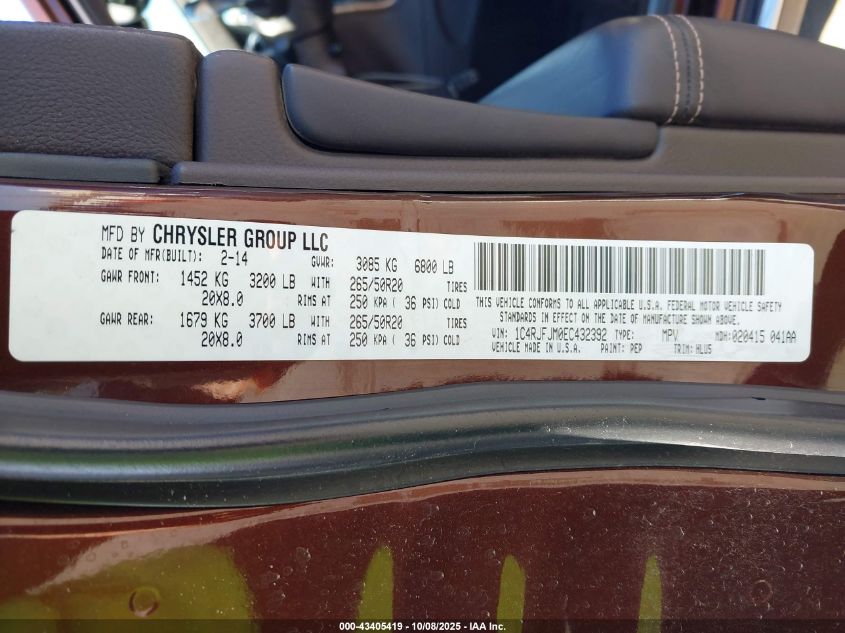 MFD BY CHRYSLER GROUP LLC
DATE OF MFR(BUILT): 2-14 GVWR: 3085 KG 6800 LB
GAWR FRONT: 1452 KG 3200 LB WITH 265/50R20 TIRES
20X8.0 RIMS AT 250 KPA ( 36 PSI) COLD
GAWR REAR: 1679 KG 3700 LB WITH 265/50R20 TIRES
20X8.0 RIMS AT 250 KPA ( 36 PSI) COLD
THIS VEHICLE CONFORMS TO ALL APPLICABLE U.S.A. FEDERAL MOTOR VEHICLE SAFETY
STANDARDS IN EFFECT ON THE DATE OF MANUFACTURE SHOWN ABOVE.
VIN: 1C4RJFJM0EC432392 TYPE: MPV MDH:020415 041AA
VEHICLE MADE IN U.S.A. PAINT: PEP TRIM: HLU5
000-43405419 - 10/08/2025 - IAA Inc.